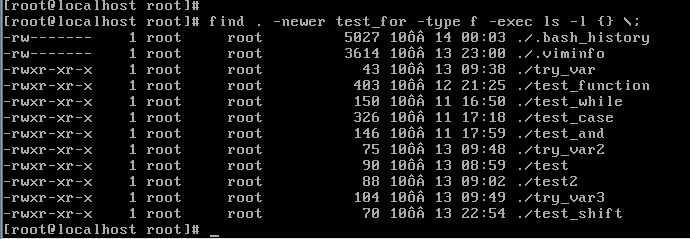 [root@localhost root]#
[root@localhost root]# find . -newer test_for -type f -exec ls -l {} \;
-rw------- 1 root root 5027 10ÔÂ 14 00:03 ./.bash_history
-rw------- 1 root root 3614 10ÔÂ 13 23:00 ./.viminfo
-rwxr-xr-x 1 root root 43 10ÔÂ 13 09:38 ./try_var
-rwxr-xr-x 1 root root 403 10ÔÂ 12 21:25 ./test_function
-rwxr-xr-x 1 root root 150 10ÔÂ 11 16:50 ./test_while
-rwxr-xr-x 1 root root 326 10ÔÂ 11 17:18 ./test_case
-rwxr-xr-x 1 root root 146 10ÔÂ 11 17:59 ./test_and
-rwxr-xr-x 1 root root 75 10ÔÂ 13 09:48 ./try_var2
-rwxr-xr-x 1 root root 90 10ÔÂ 13 08:59 ./test
-rwxr-xr-x 1 root root 88 10ÔÂ 13 09:02 ./test2
-rwxr-xr-x 1 root root 104 10ÔÂ 13 09:49 ./try_var3
-rwxr-xr-x 1 root root 70 10ÔÂ 13 22:54 ./test_shift
[root@localhost root]# _